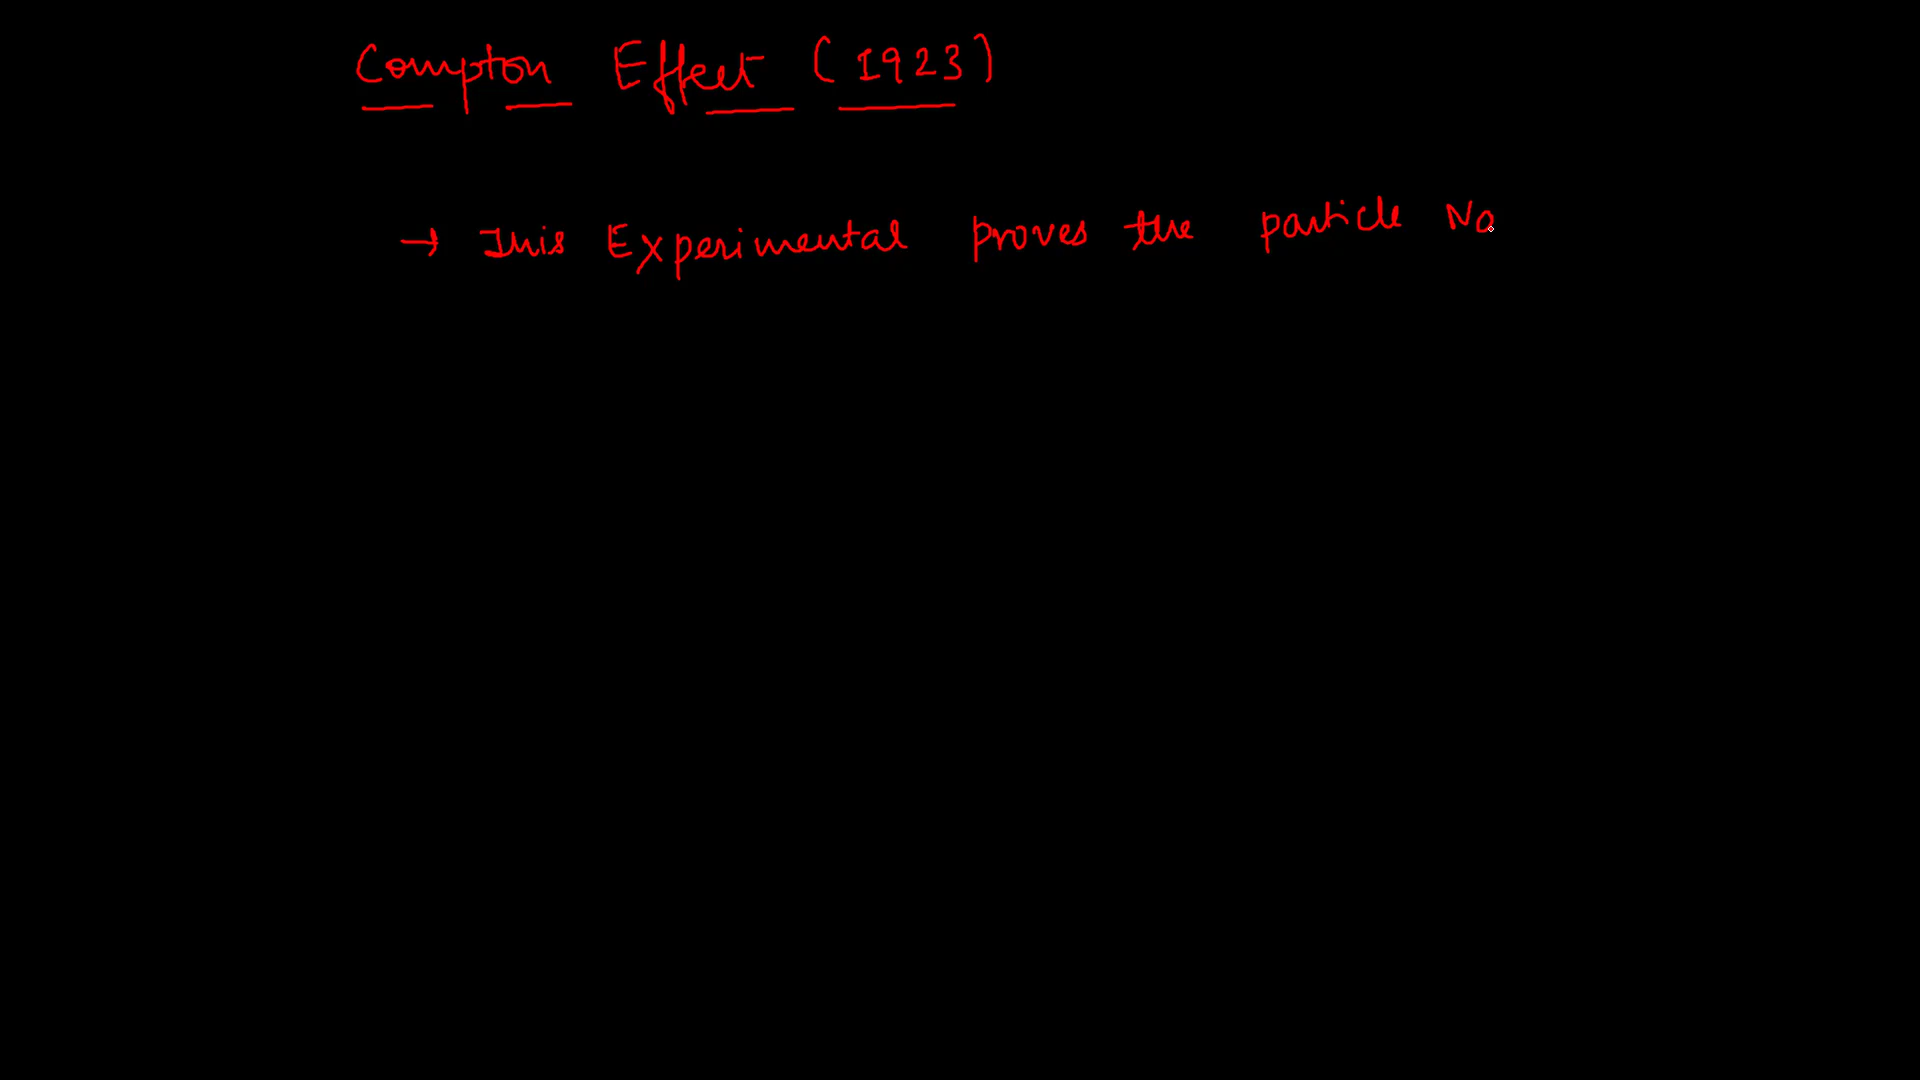 Compton Effect (1923)
→ This Experimental proves the particle Na